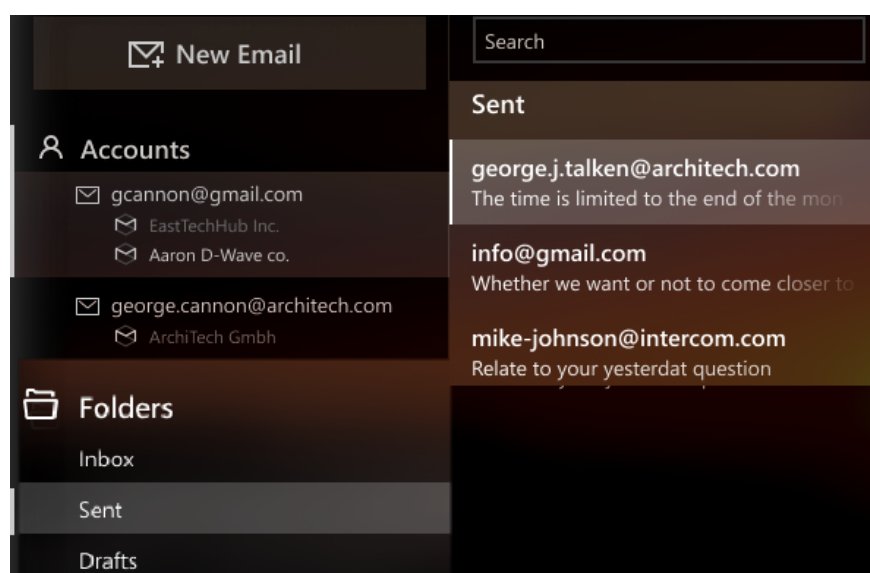 New Email
Accounts
gcannon@gmail.com
EastTechHub Inc.
Aaron D-Wave co.
george.cannon@architech.com
ArchiTech Gmbh
Folders
Inbox
Sent
Drafts
Search
Sent
george.j.talken@architech.com
The time is limited to the end of the mon
info@gmail.com
Whether we want or not to come closer to
mike-johnson@intercom.com
Relate to your yesterdat question